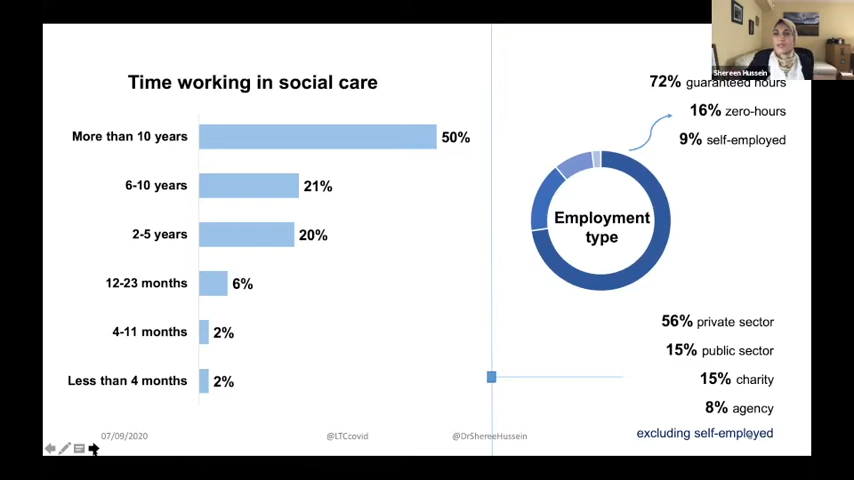 Shereen Hussein
Time working in social care
More than 10 years 50%
6-10 years 21%
2-5 years 20%
12-23 months 6%
4-11 months 2%
Less than 4 months 2%
72% guaranteed hours
16% zero-hours
9% self-employed
Employment
type
56% private sector
15% public sector
15% charity
8% agency
excluding self-employed
07/09/2020 @LTCcovid @DrShereeHussein